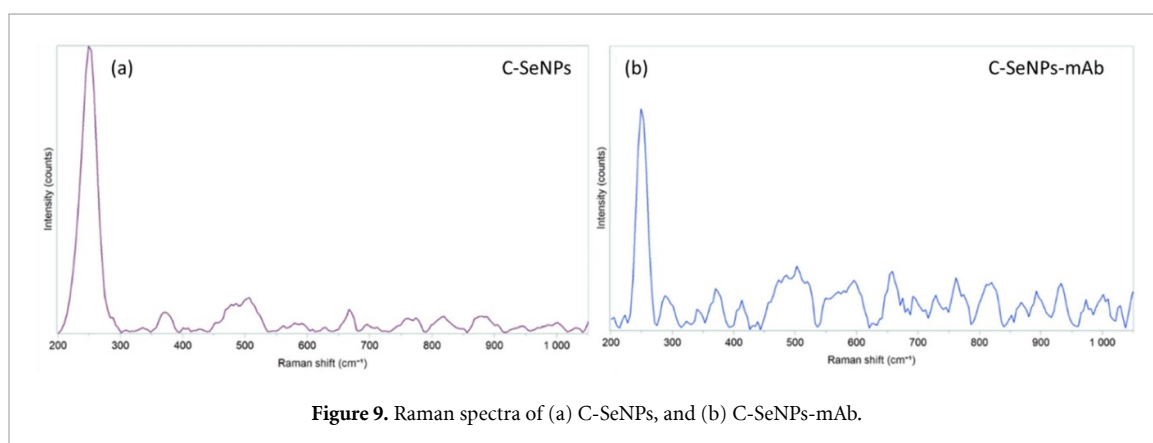 (a) C-SeNPs
Intensity (counts)
200 300 400 500 600 700 800 900 1 000
Raman shift (cm⁻¹)
(b) C-SeNPs-mAb
Intensity (counts)
200 300 400 500 600 700 800 900 1 000
Raman shift (cm⁻¹)
Figure 9. Raman spectra of (a) C-SeNPs, and (b) C-SeNPs-mAb.